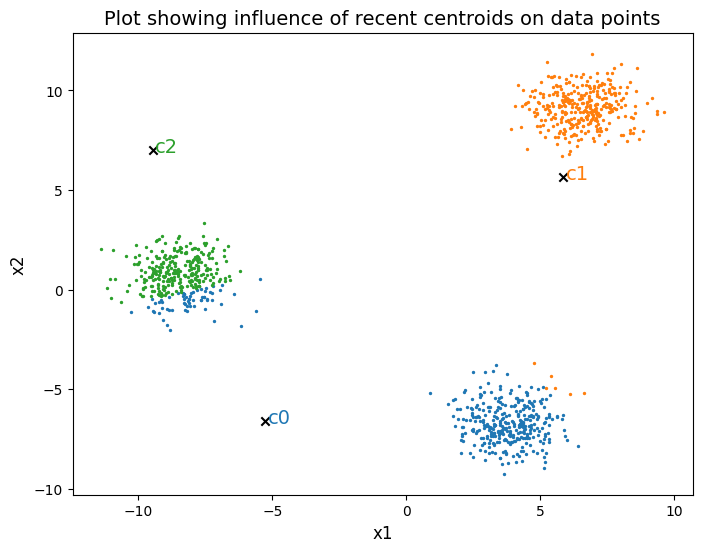 Plot showing influence of recent centroids on data points
10
5
0
−5
−10
x2
c2
c1
c0
−10
−5
0
5
10
x1